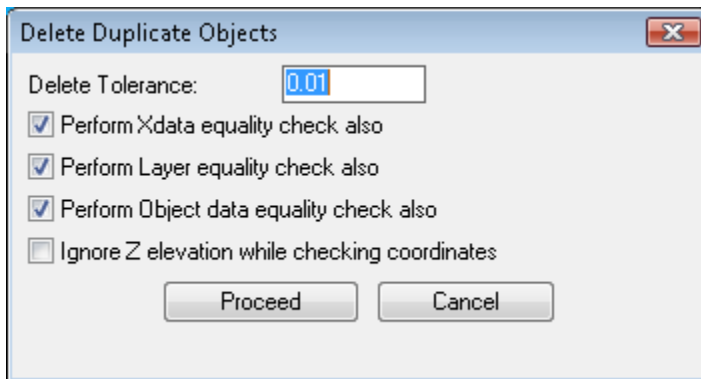 Delete Duplicate Objects
Delete Tolerance: 0.01
Perform Xdata equality check also
Perform Layer equality check also
Perform Object data equality check also
Ignore Z elevation while checking coordinates
Proceed Cancel